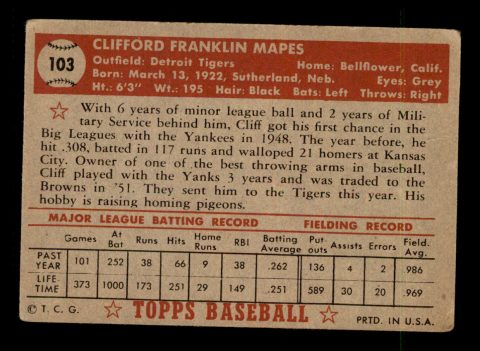 103
CLIFFORD FRANKLIN MAPES
Outfield: Detroit Tigers Home: Bellflower, Calif.
Born: March 13, 1922, Sutherland, Neb. Eyes: Grey
Ht.: 6'3" Wt.: 195 Hair: Black Bats: Left Throws: Right
With 6 years of minor league ball and 2 years of Mili-
tary Service behind him, Cliff got his first chance in the
Big Leagues with the Yankees in 1948. The year before, he
hit .308, batted in 117 runs and walloped 21 homers at Kansas
City. Owner of one of the best throwing arms in baseball,
Cliff played with the Yanks 3 years and was traded to the
Browns in '51. They sent him to the Tigers this year. His
hobby is raising homing pigeons.
MAJOR LEAGUE BATTING RECORD FIELDING RECORD
Games At Bat Runs Hits Home Runs RBI Batting Average Put-outs Assists Errors Field. Avg.
PAST YEAR 101 252 38 66 9 38 .262 136 4 2 .986
LIFE-TIME 373 1000 173 251 29 149 .251 589 30 20 .969
© T. C. G. TOPPS BASEBALL PRTD. IN U.S.A.